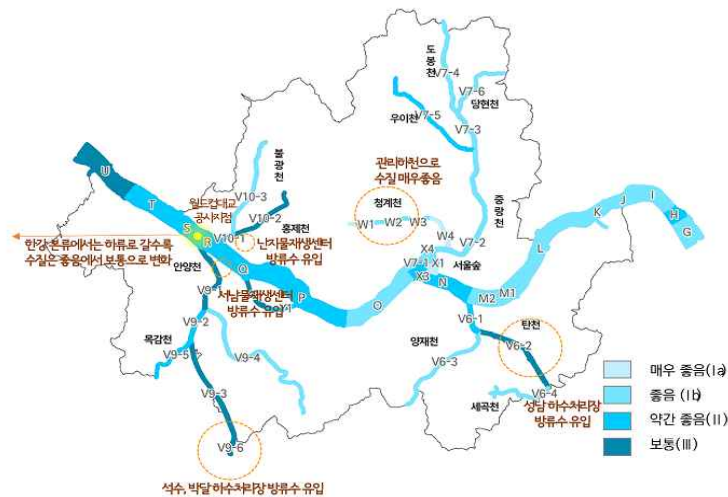 도봉천
V7-4
V7-6
당현천
우이천
V7-5
V7-3
불광천
관리하천으로
수질 매우좋음
중랑천
U
T
월드컵대교
공사지점
V10-3
청계천
V10-2
홍제천
W1
W2
W3
W4
K
J
I
H
G
S
R
V10-1
한강 본류에서는 하류로 갈수록
수질은 좋음에서 보통으로 변화
난지물재생센터
방류수 유입
V7-2
X4
V7-1
X1
서울숲
L
안양천
Q
X3
N
V9-1
서남물재생센터
방류수 유입
P
O
M2
M1
V9-2
목감천
V9-5
V9-4
V6-1
탄천
양재천
V6-2
V6-3
V9-3
세곡천
V6-4
성남 하수처리장
방류수 유입
V9-6
석수, 박달 하수처리장 방류수 유입
매우 좋음(Ia)
좋음 (Ib)
약간 좋음(II)
보통(III)